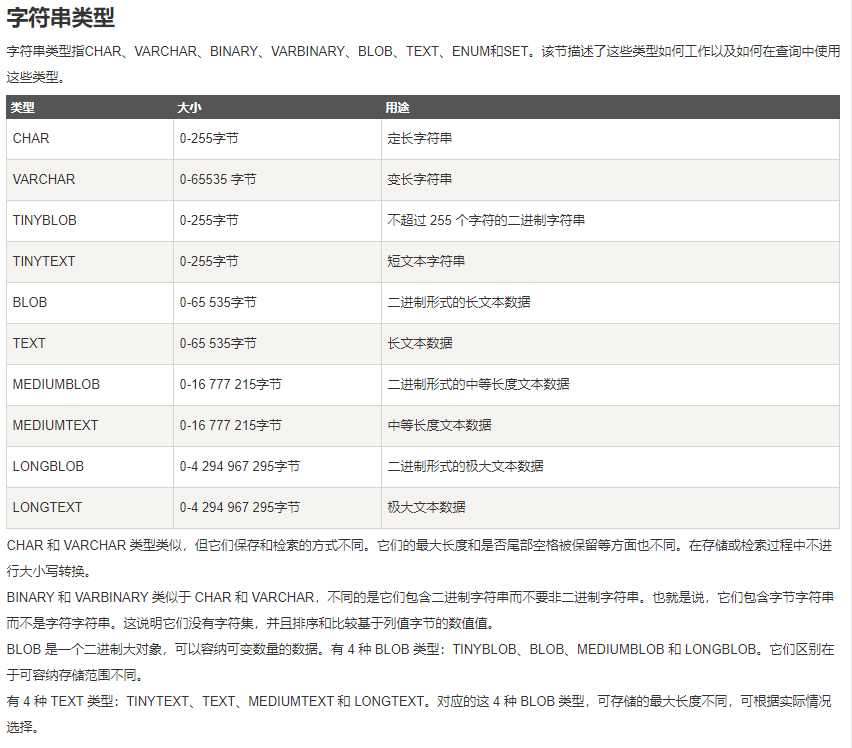 字符串类型
字符串类型指CHAR、VARCHAR、BINARY、VARBINARY、BLOB、TEXT、ENUM和SET。该节描述了这些类型如何工作以及如何在查询中使用
这些类型。
类型 大小 用途
CHAR 0-255字节 定长字符串
VARCHAR 0-65535 字节 变长字符串
TINYBLOB 0-255字节 不超过 255 个字符的二进制字符串
TINYTEXT 0-255字节 短文本字符串
BLOB 0-65 535字节 二进制形式的长文本数据
TEXT 0-65 535字节 长文本数据
MEDIUMBLOB 0-16 777 215字节 二进制形式的中等长度文本数据
MEDIUMTEXT 0-16 777 215字节 中等长度文本数据
LONGBLOB 0-4 294 967 295字节 二进制形式的极大文本数据
LONGTEXT 0-4 294 967 295字节 极大文本数据
CHAR 和 VARCHAR 类型类似，但它们保存和检索的方式不同。它们的最大长度和是否尾部空格被保留等方面也不同。在存储或检索过程中不进
行大小写转换。
BINARY 和 VARBINARY 类似于 CHAR 和 VARCHAR，不同的是它们包含二进制字符串而不要非二进制字符串。也就是说，它们包含字节字符串
而不是字符字符串。这说明它们没有字符集，并且排序和比较基于列值字节的数值值。
BLOB 是一个二进制大对象，可以容纳可变数量的数据。有 4 种 BLOB 类型：TINYBLOB、BLOB、MEDIUMBLOB 和 LONGBLOB。它们区别在
于可容纳存储范围不同。
有 4 种 TEXT 类型：TINYTEXT、TEXT、MEDIUMTEXT 和 LONGTEXT。对应的这 4 种 BLOB 类型，可存储的最大长度不同，可根据实际情况
选择。